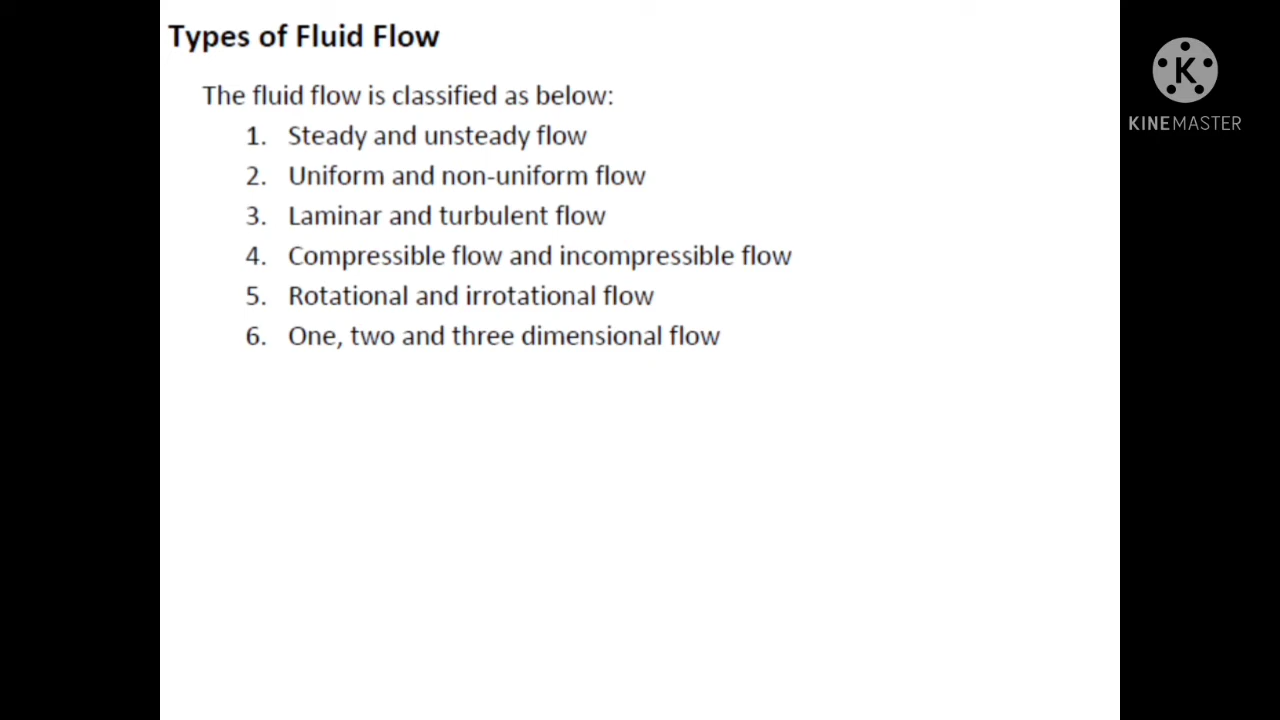 Types of Fluid Flow
The fluid flow is classified as below:
1. Steady and unsteady flow
2. Uniform and non-uniform flow
3. Laminar and turbulent flow
4. Compressible flow and incompressible flow
5. Rotational and irrotational flow
6. One, two and three dimensional flow
K
KINEMASTER